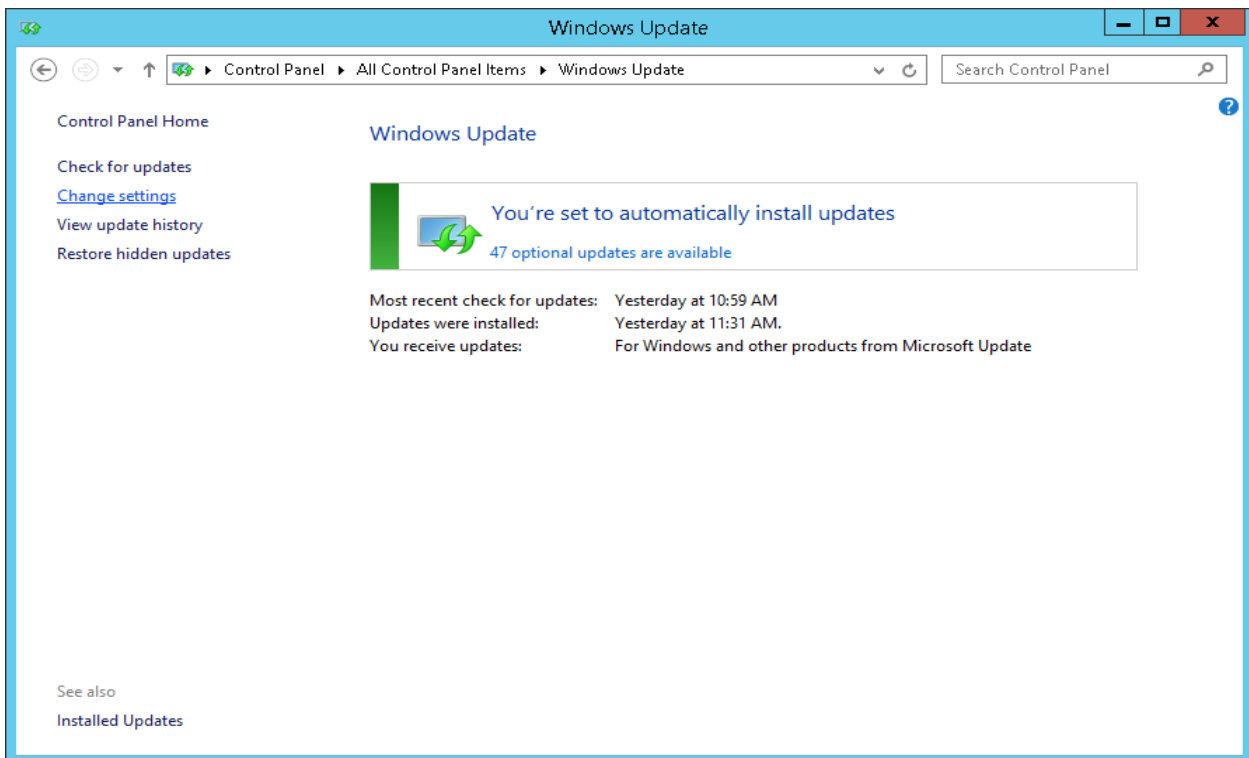 Windows Update
Control Panel ▸ All Control Panel Items ▸ Windows Update
Search Control Panel
Control Panel Home
Check for updates
Change settings
View update history
Restore hidden updates
Windows Update
You're set to automatically install updates
47 optional updates are available
Most recent check for updates: Yesterday at 10:59 AM
Updates were installed: Yesterday at 11:31 AM.
You receive updates: For Windows and other products from Microsoft Update
See also
Installed Updates